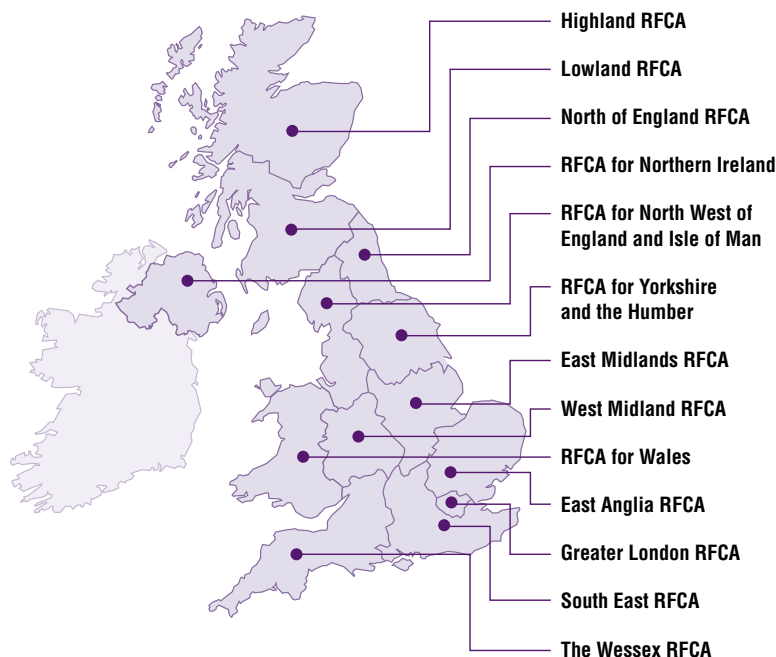 Highland RFCA
Lowland RFCA
North of England RFCA
RFCA for Northern Ireland
RFCA for North West of
England and Isle of Man
RFCA for Yorkshire
and the Humber
East Midlands RFCA
West Midland RFCA
RFCA for Wales
East Anglia RFCA
Greater London RFCA
South East RFCA
The Wessex RFCA